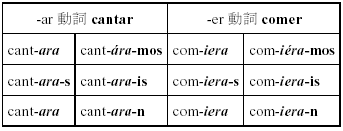 -ar 動詞 cantar -er 動詞 comer
cant-ara cant-ára-mos com-iera com-iéra-mos
cant-ara-s cant-ára-is com-iera-s com-iera-is
cant-ara cant-ara-n com-iera com-iera-n